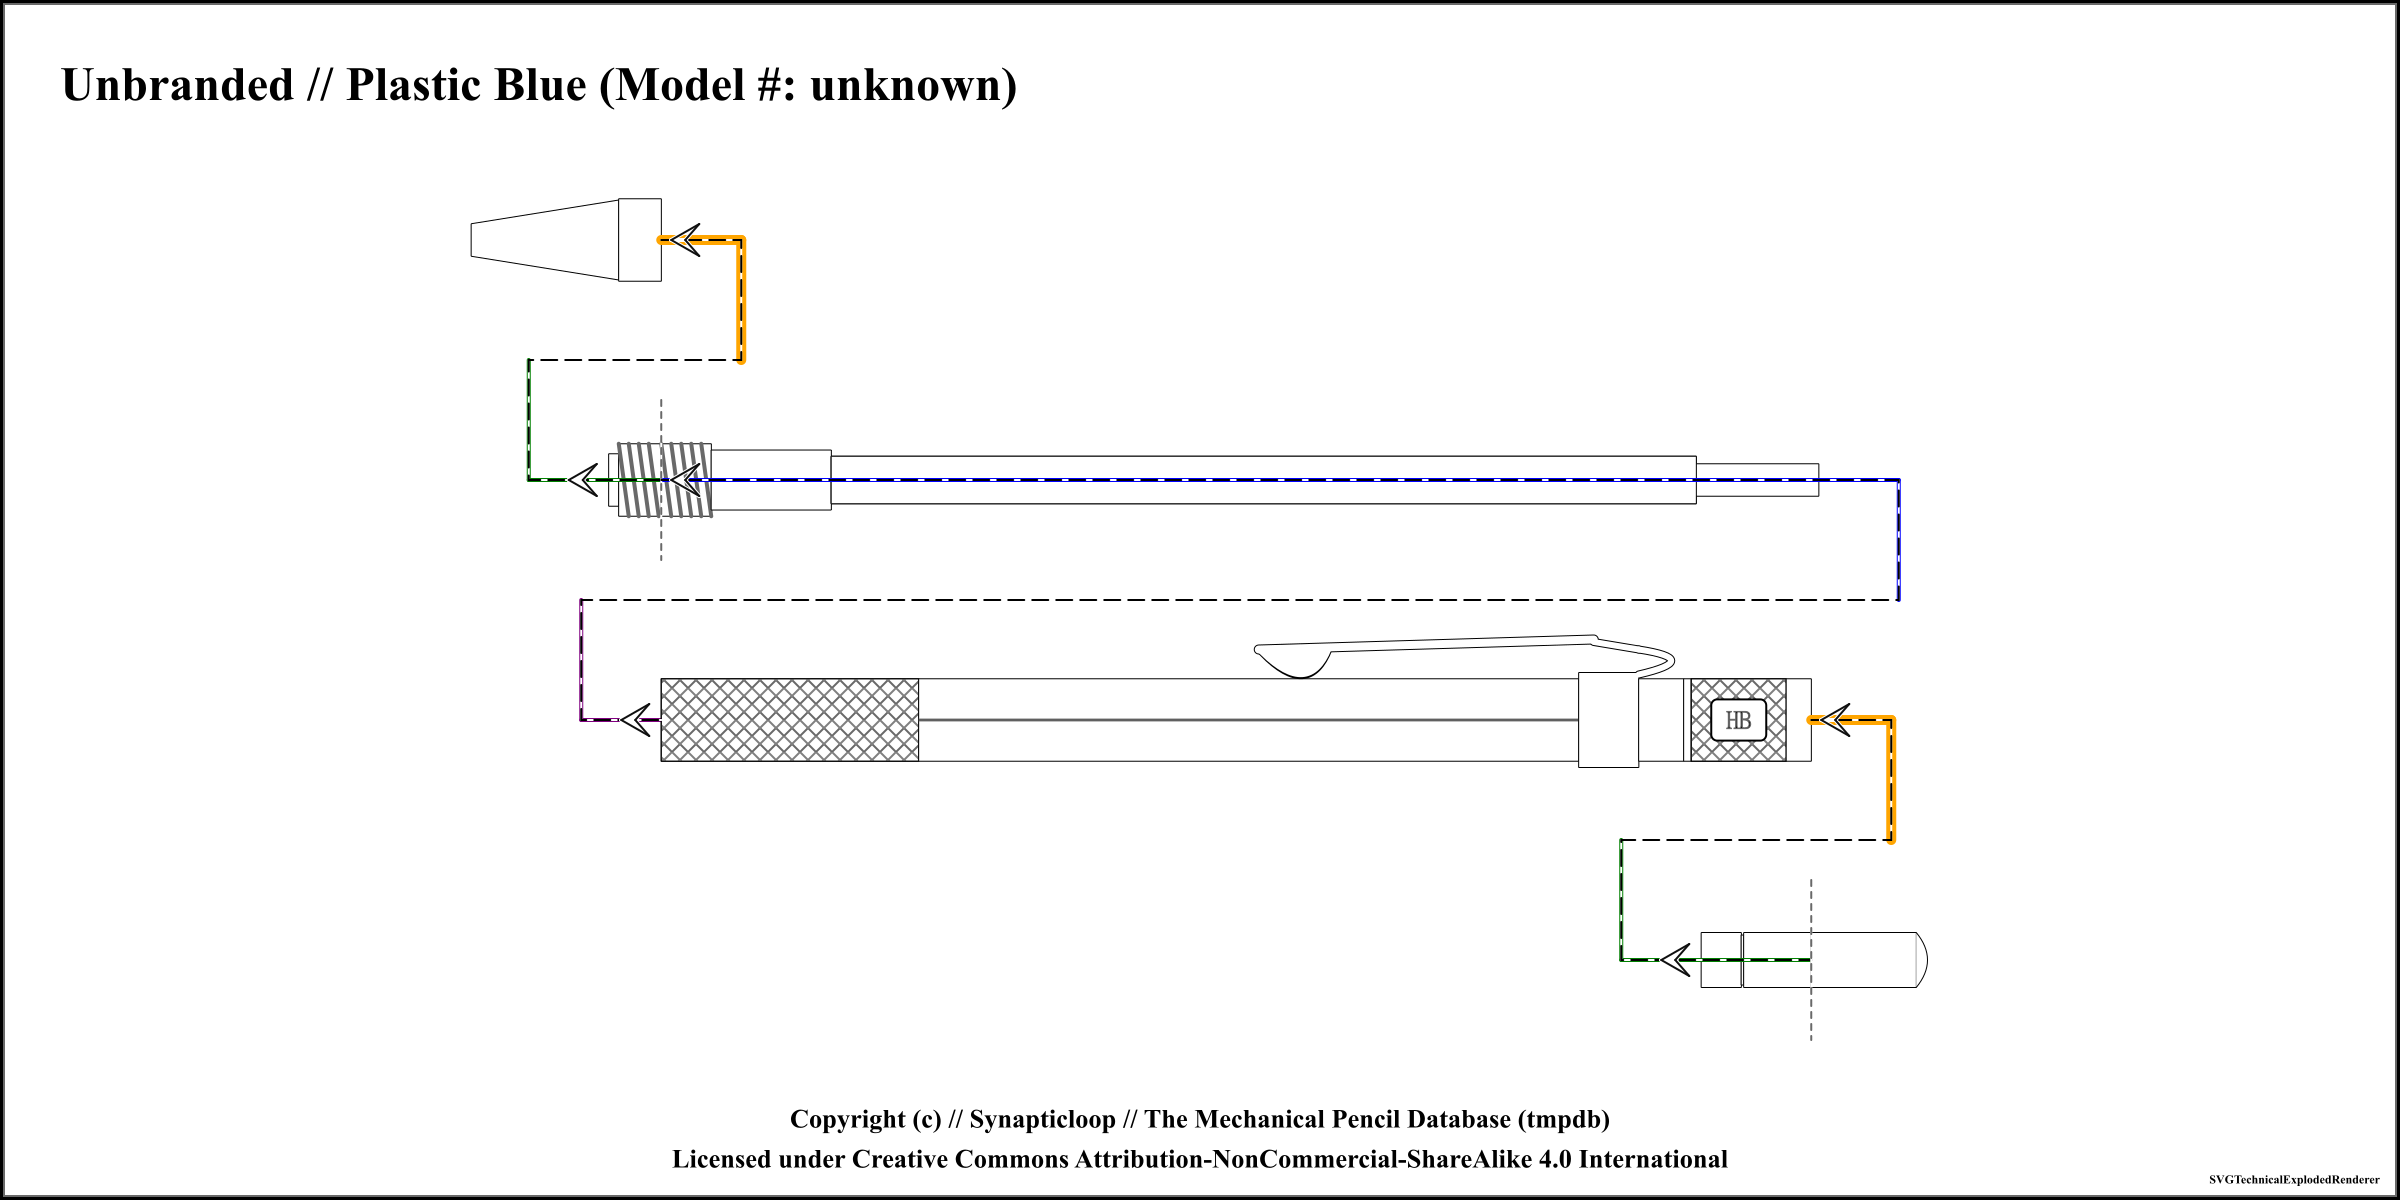 Unbranded // Plastic Blue (Model #: unknown)
HB
Copyright (c) // Synapticloop // The Mechanical Pencil Database (tmpdb)
Licensed under Creative Commons Attribution-NonCommercial-ShareAlike 4.0 International
SVGTechnicalExplodedRenderer